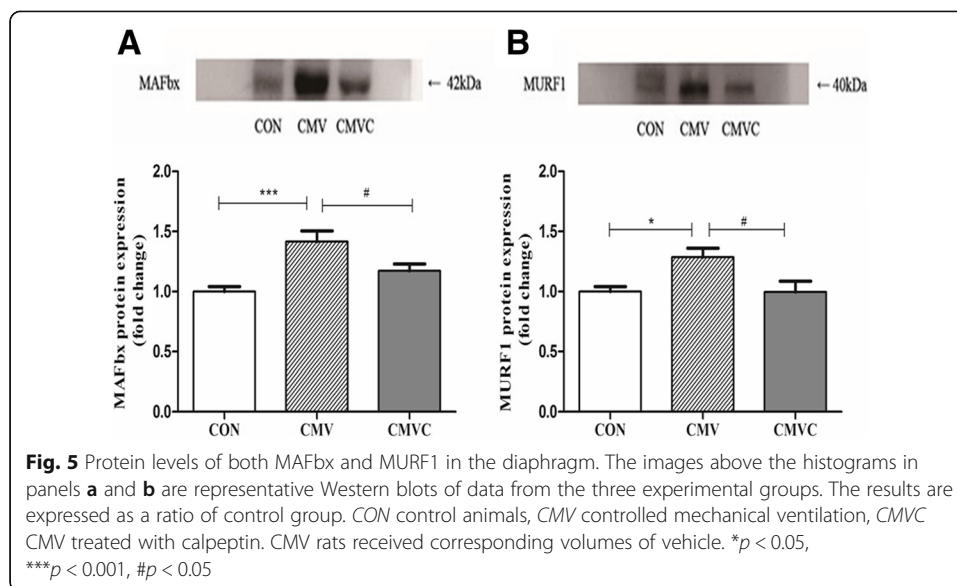 A
B
MAFbx
← 42kDa
CON CMV CMVC
MURF1
← 40kDa
CON CMV CMVC
MAFbx protein expression
(fold change)
2.0
1.5
1.0
0.5
0.0
***
#
CON CMV CMVC
MURF1 protein expression
(fold change)
2.0
1.5
1.0
0.5
0.0
*
#
CON CMV CMVC
Fig. 5 Protein levels of both MAFbx and MURF1 in the diaphragm. The images above the histograms in
panels a and b are representative Western blots of data from the three experimental groups. The results are
expressed as a ratio of control group. CON control animals, CMV controlled mechanical ventilation, CMVC
CMV treated with calpeptin. CMV rats received corresponding volumes of vehicle. *p < 0.05,
***p < 0.001, #p < 0.05